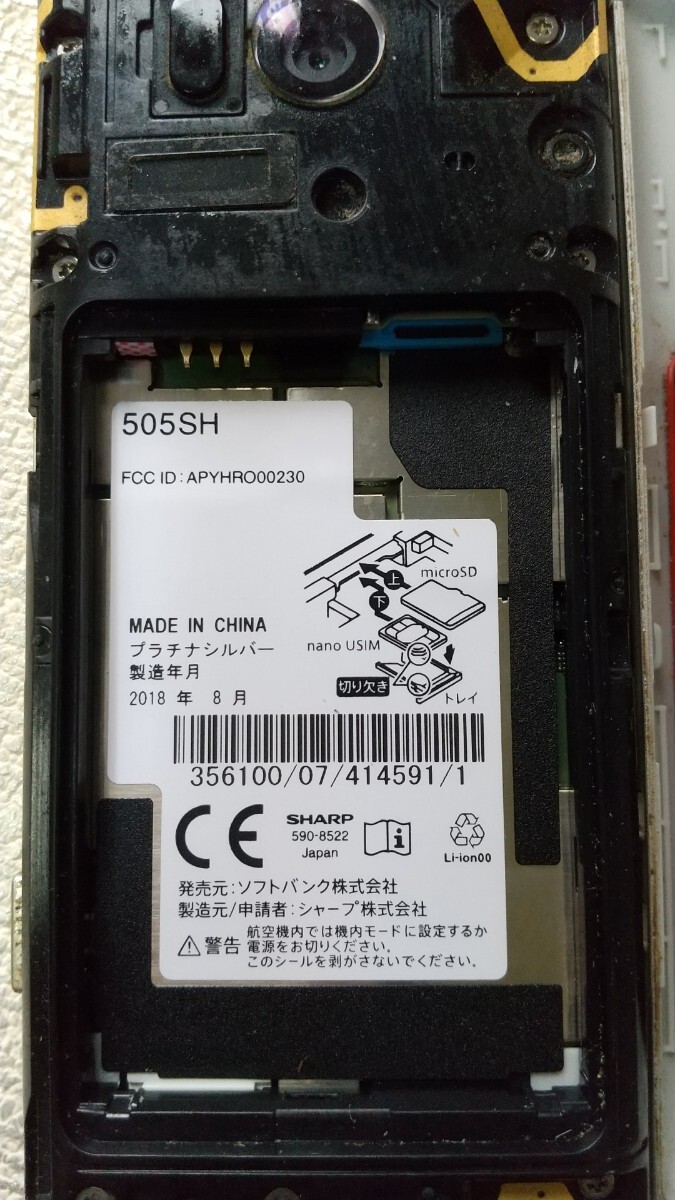 505SH
FCC ID : APYHRO00230
microSD
上
下
nano USIM
切り欠き
トレイ
MADE IN CHINA
プラチナシルバー
製造年月
2018 年 8 月
356100/07/414591/1
CE
SHARP
590-8522
Japan
Li-ion00
発売元:ソフトバンク株式会社
製造元/申請者:シャープ株式会社
警告
航空機内では機内モードに設定するか
電源をお切りください。
このシールを剥がさないでください。